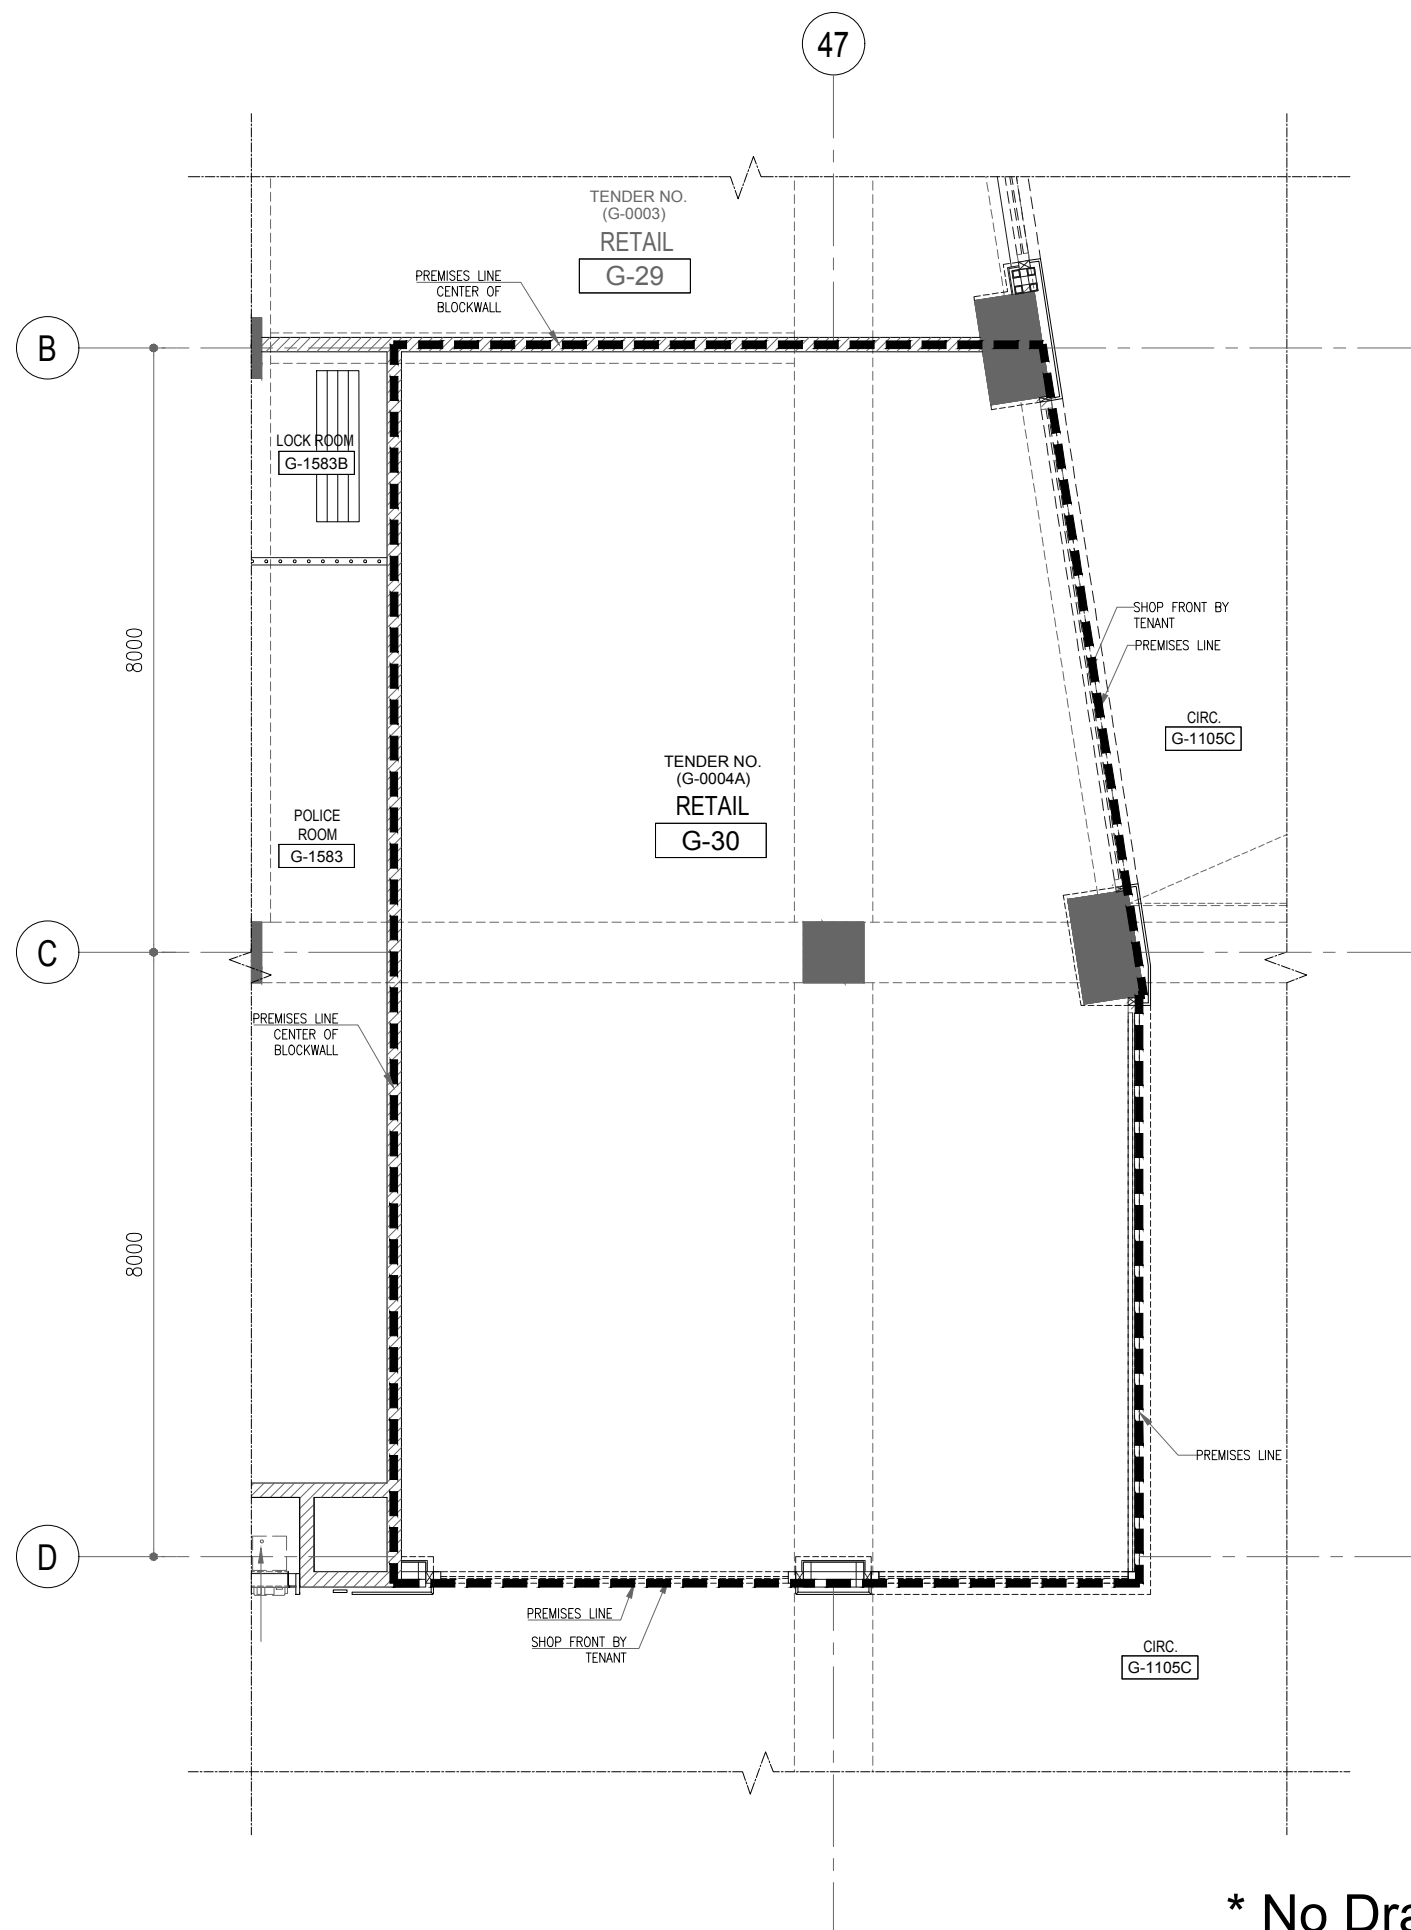 47
TENDER NO.
(G-0003)
RETAIL
G-29
PREMISES LINE
CENTER OF
BLOCKWALL
B
LOCK ROOM
G-1583B
8000
SHOP FRONT BY
TENANT
PREMISES LINE
CIRC.
G-1105C
TENDER NO.
(G-0004A)
RETAIL
G-30
POLICE
ROOM
G-1583
C
PREMISES LINE
CENTER OF
BLOCKWALL
8000
PREMISES LINE
D
PREMISES LINE
SHOP FRONT BY
TENANT
CIRC.
G-1105C
* No Dra